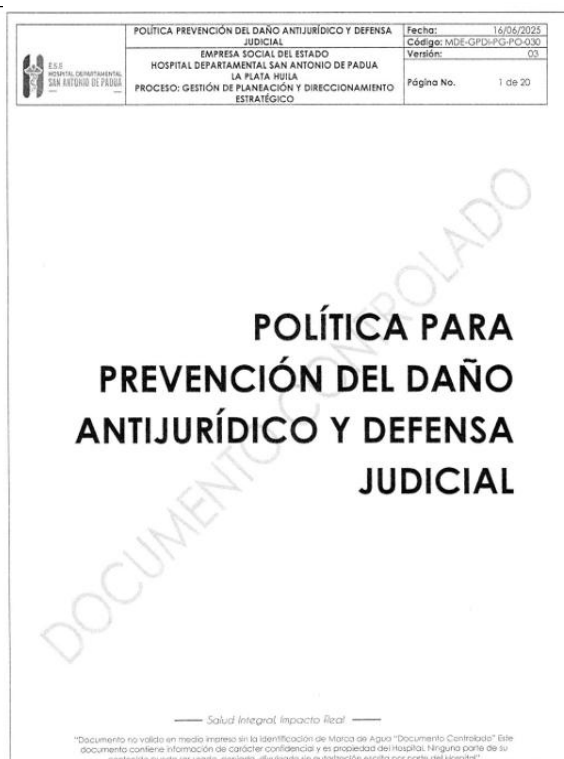 POLÍTICA PREVENCIÓN DEL DAÑO ANTIJURÍDICO Y DEFENSA
JUDICIAL
EMPRESA SOCIAL DEL ESTADO
HOSPITAL DEPARTAMENTAL SAN ANTONIO DE PADUA
LA PLATA HUILA
PROCESO: GESTIÓN DE PLANEACIÓN Y DIRECCIONAMIENTO
ESTRATÉGICO
Fecha: 16/06/2025
Código: MDE-GPDI-PG-PO-030
Versión: 03
Página No. 1 de 20
E.S.E
HOSPITAL DEPARTAMENTAL
SAN ANTONIO DE PADUA
DOCUMENTO CONTROLADO
POLÍTICA PARA
PREVENCIÓN DEL DAÑO
ANTIJURÍDICO Y DEFENSA
JUDICIAL
Salud Integral, Impacto Real
"Documento no valido en medio impreso sin la identificación de Marca de Agua "Documento Controlado" Este
documento contiene información de carácter confidencial y es propiedad del Hospital. Ninguna parte de su